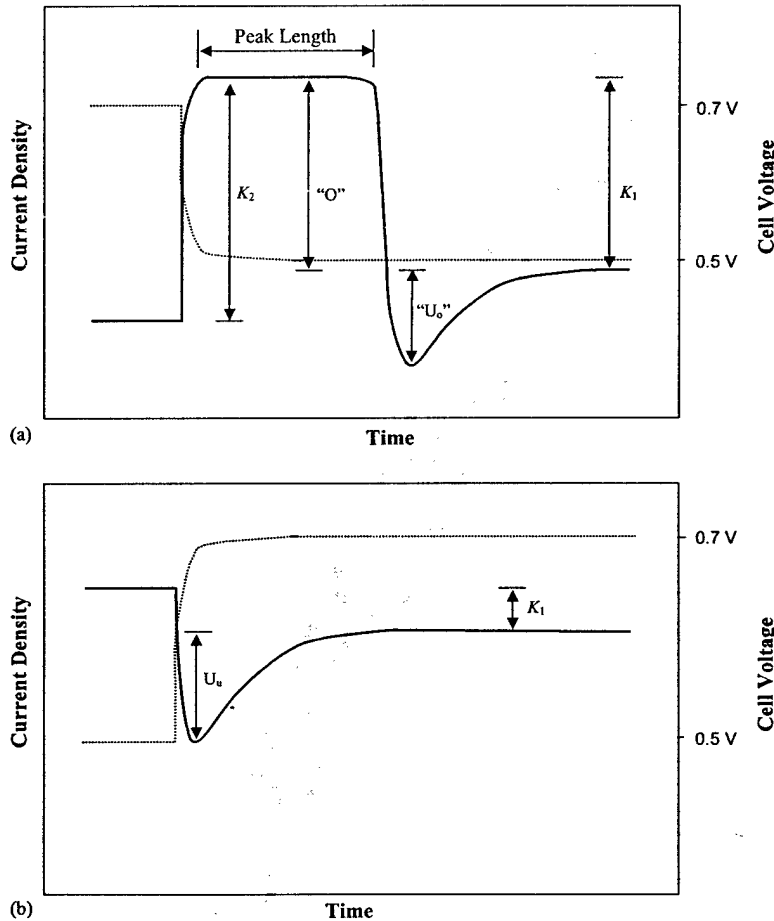 Peak Length
0.7 V
Current Density
K₂
“O”
K₁
Cell Voltage
0.5 V
“Uₒ”
(a)
Time
0.7 V
Current Density
K₁
Uᵤ
Cell Voltage
0.5 V
(b)
Time